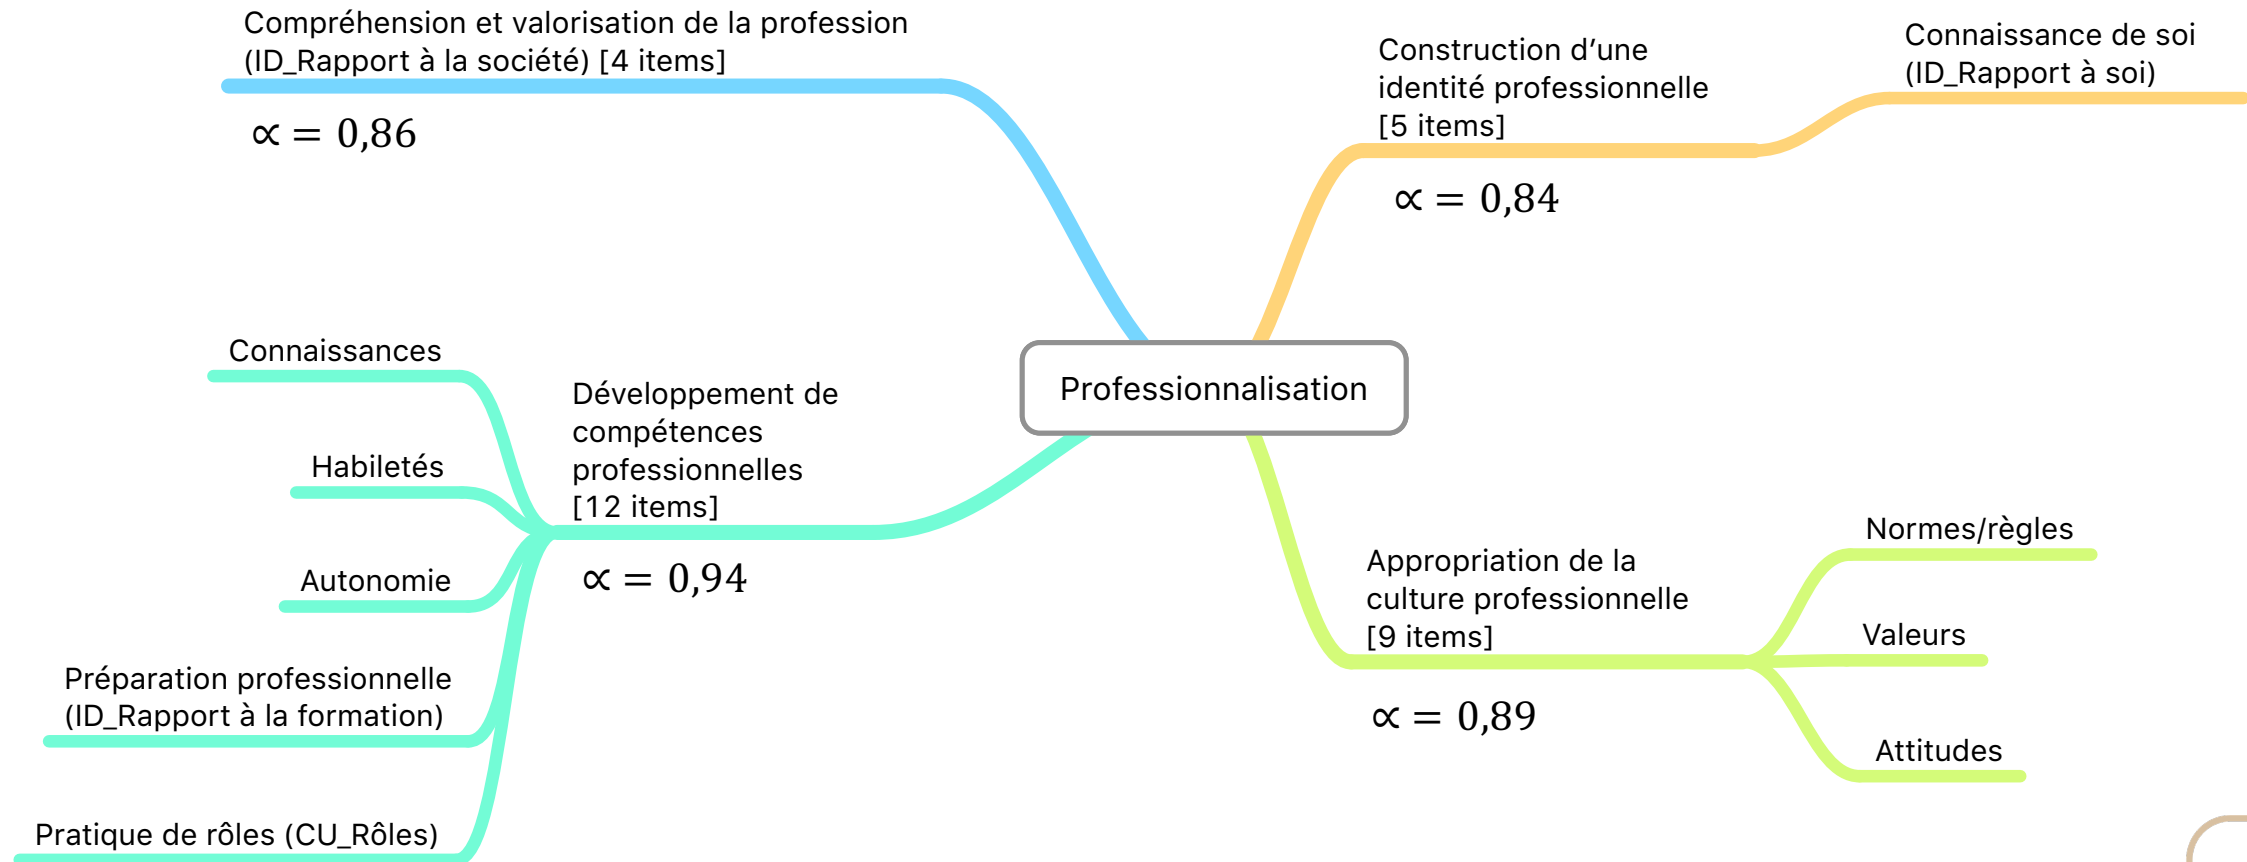 Compréhension et valorisation de la profession
(ID_Rapport à la société) [4 items]
∝ = 0,86
Construction d’une
identité professionnelle
[5 items]
∝ = 0,84
Connaissance de soi
(ID_Rapport à soi)
Professionnalisation
Connaissances
Habiletés
Autonomie
Préparation professionnelle
(ID_Rapport à la formation)
Pratique de rôles (CU_Rôles)
Développement de
compétences
professionnelles
[12 items]
∝ = 0,94
Appropriation de la
culture professionnelle
[9 items]
∝ = 0,89
Normes/règles
Valeurs
Attitudes